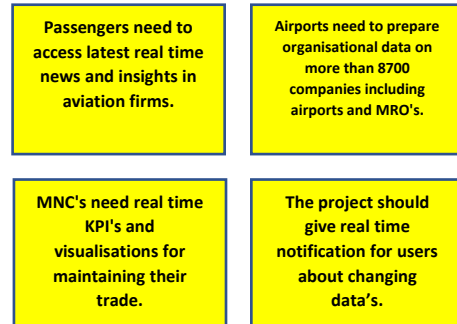 Passengers need to
access latest real time
news and insights in
aviation firms.
Airports need to prepare
organisational data on
more than 8700
companies including
airports and MRO's.
MNC's need real time
KPI's and
visualisations for
maintaining their
trade.
The project should
give real time
notification for users
about changing
data’s.